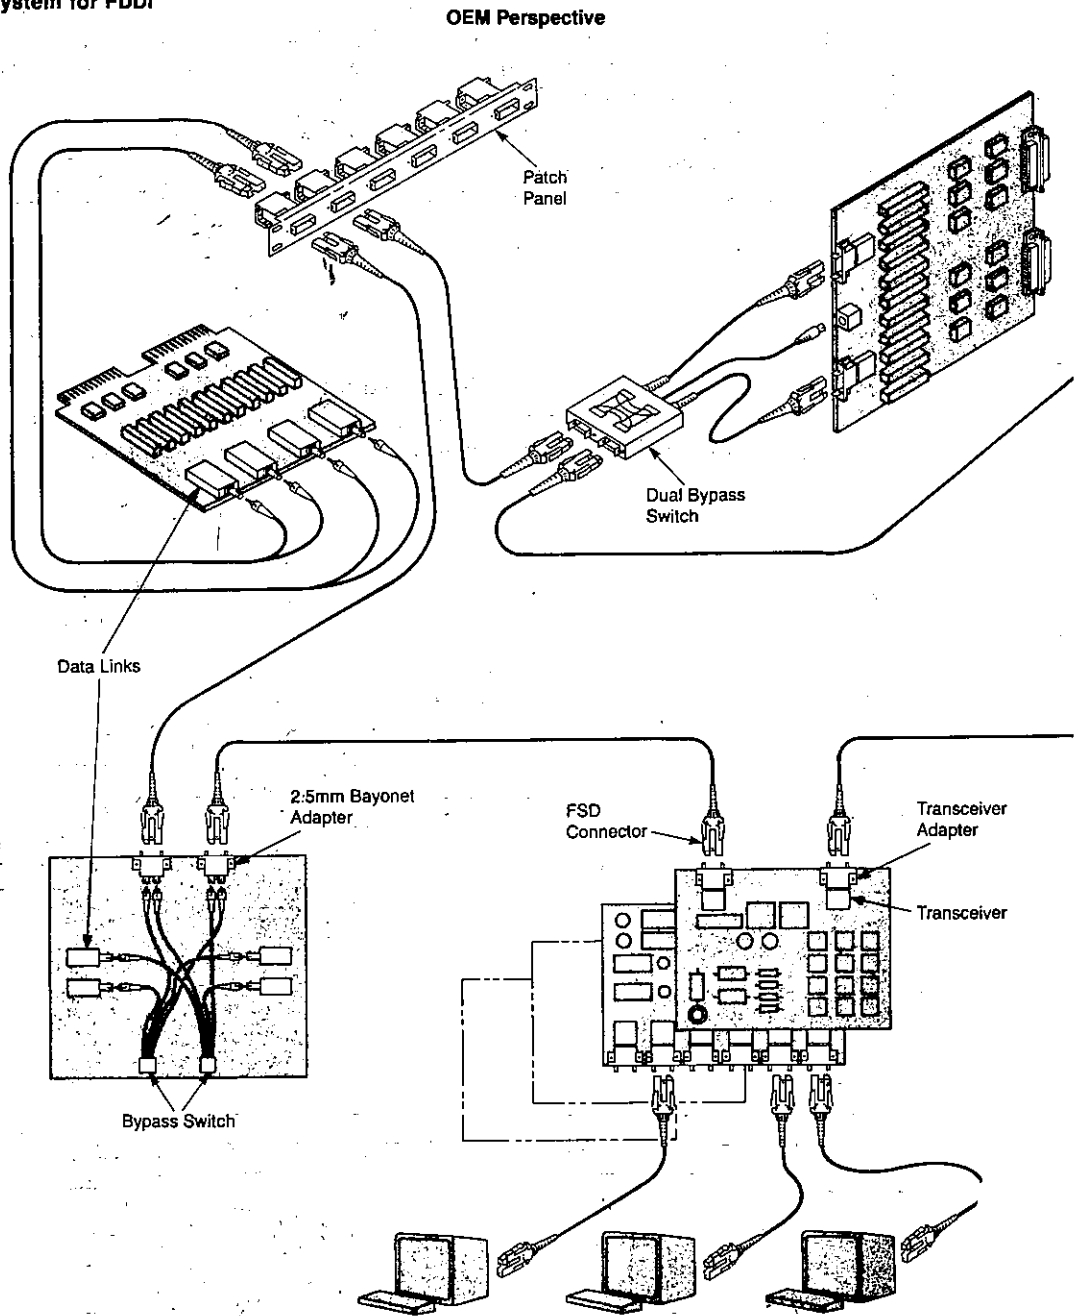 ystem for FDDI
OEM Perspective
Patch
Panel
Dual Bypass
Switch
Data Links
2.5mm Bayonet
Adapter
FSD
Connector
Transceiver
Adapter
Transceiver
Bypass Switch